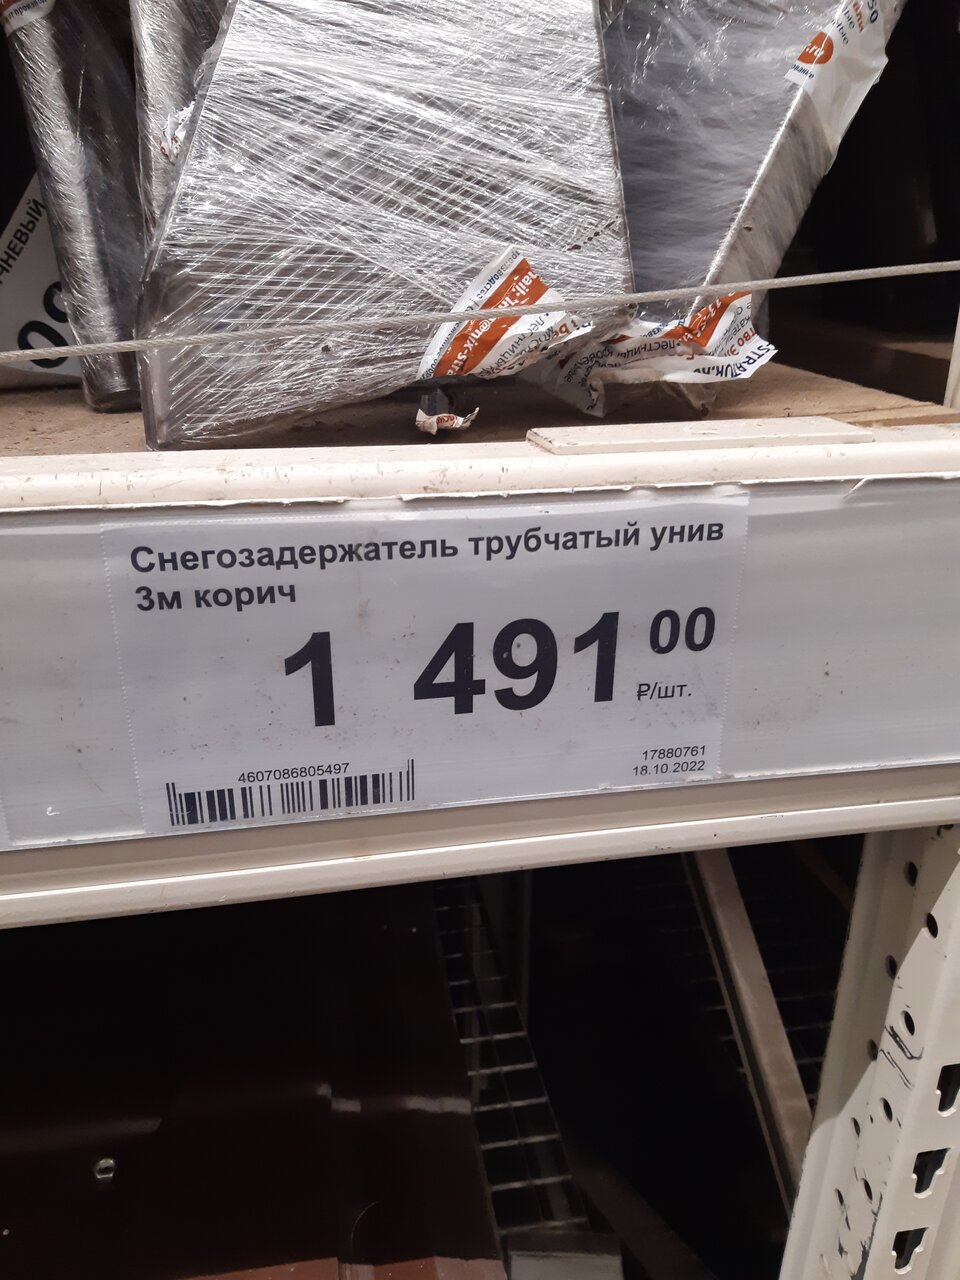 Снегозадержатель трубчатый унив
3м корич
1 491 00
₽/шт.
4607086805497
17880761
18.10.2022